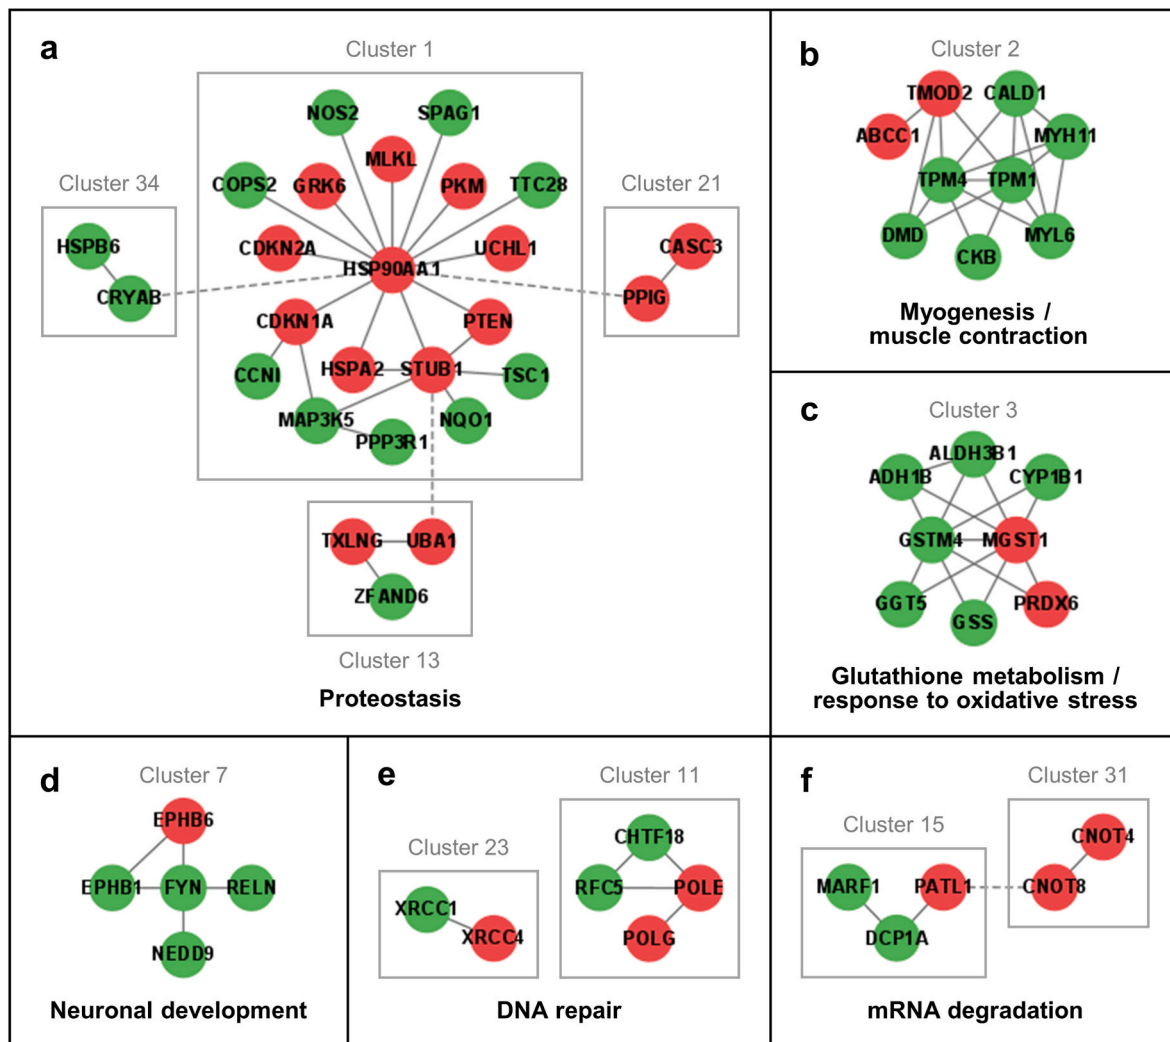 a
Cluster 1
NOS2
SPAG1
MLKL
COPS2
GRK6
PKM
TTC28
Cluster 34
Cluster 21
HSPB6
CDKN2A
UCHL1
CASC3
HSP90AA1
CRYAB
PPIG
CDKN1A
PTEN
CCNI
HSPA2
STUB1
TSC1
MAP3K5
NQO1
PPP3R1
TXLNG
UBA1
ZFAND6
Cluster 13
Proteostasis
b
Cluster 2
TMOD2
CALD1
ABCC1
MYH11
TPM4
TPM1
DMD
MYL6
CKB
Myogenesis /
muscle contraction
c
Cluster 3
ALDH3B1
ADH1B
CYP1B1
GSTM4
MGST1
GGT5
PRDX6
GSS
Glutathione metabolism /
response to oxidative stress
d
Cluster 7
EPHB6
EPHB1
FYN
RELN
NEDD9
Neuronal development
e
Cluster 11
Cluster 23
CHTF18
RFC5
POLE
XRCC1
XRCC4
POLG
DNA repair
f
Cluster 31
Cluster 15
CNOT4
MARF1
PATL1
CNOT8
DCP1A
mRNA degradation